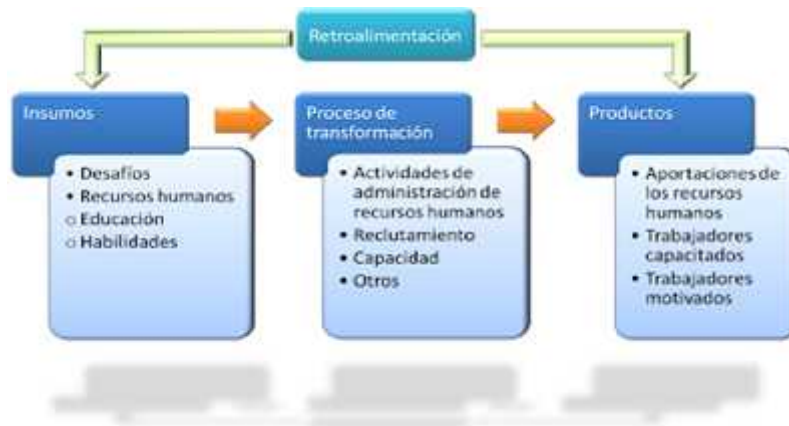 Retroalimentación
Insumos
• Desafíos
• Recursos humanos
o Educación
o Habilidades
Proceso de
transformación
• Actividades de
administración de
recursos humanos
• Reclutamiento
• Capacidad
• Otros
Productos
• Aportaciones de
los recursos
humanos
• Trabajadores
capacitados
• Trabajadores
motivados